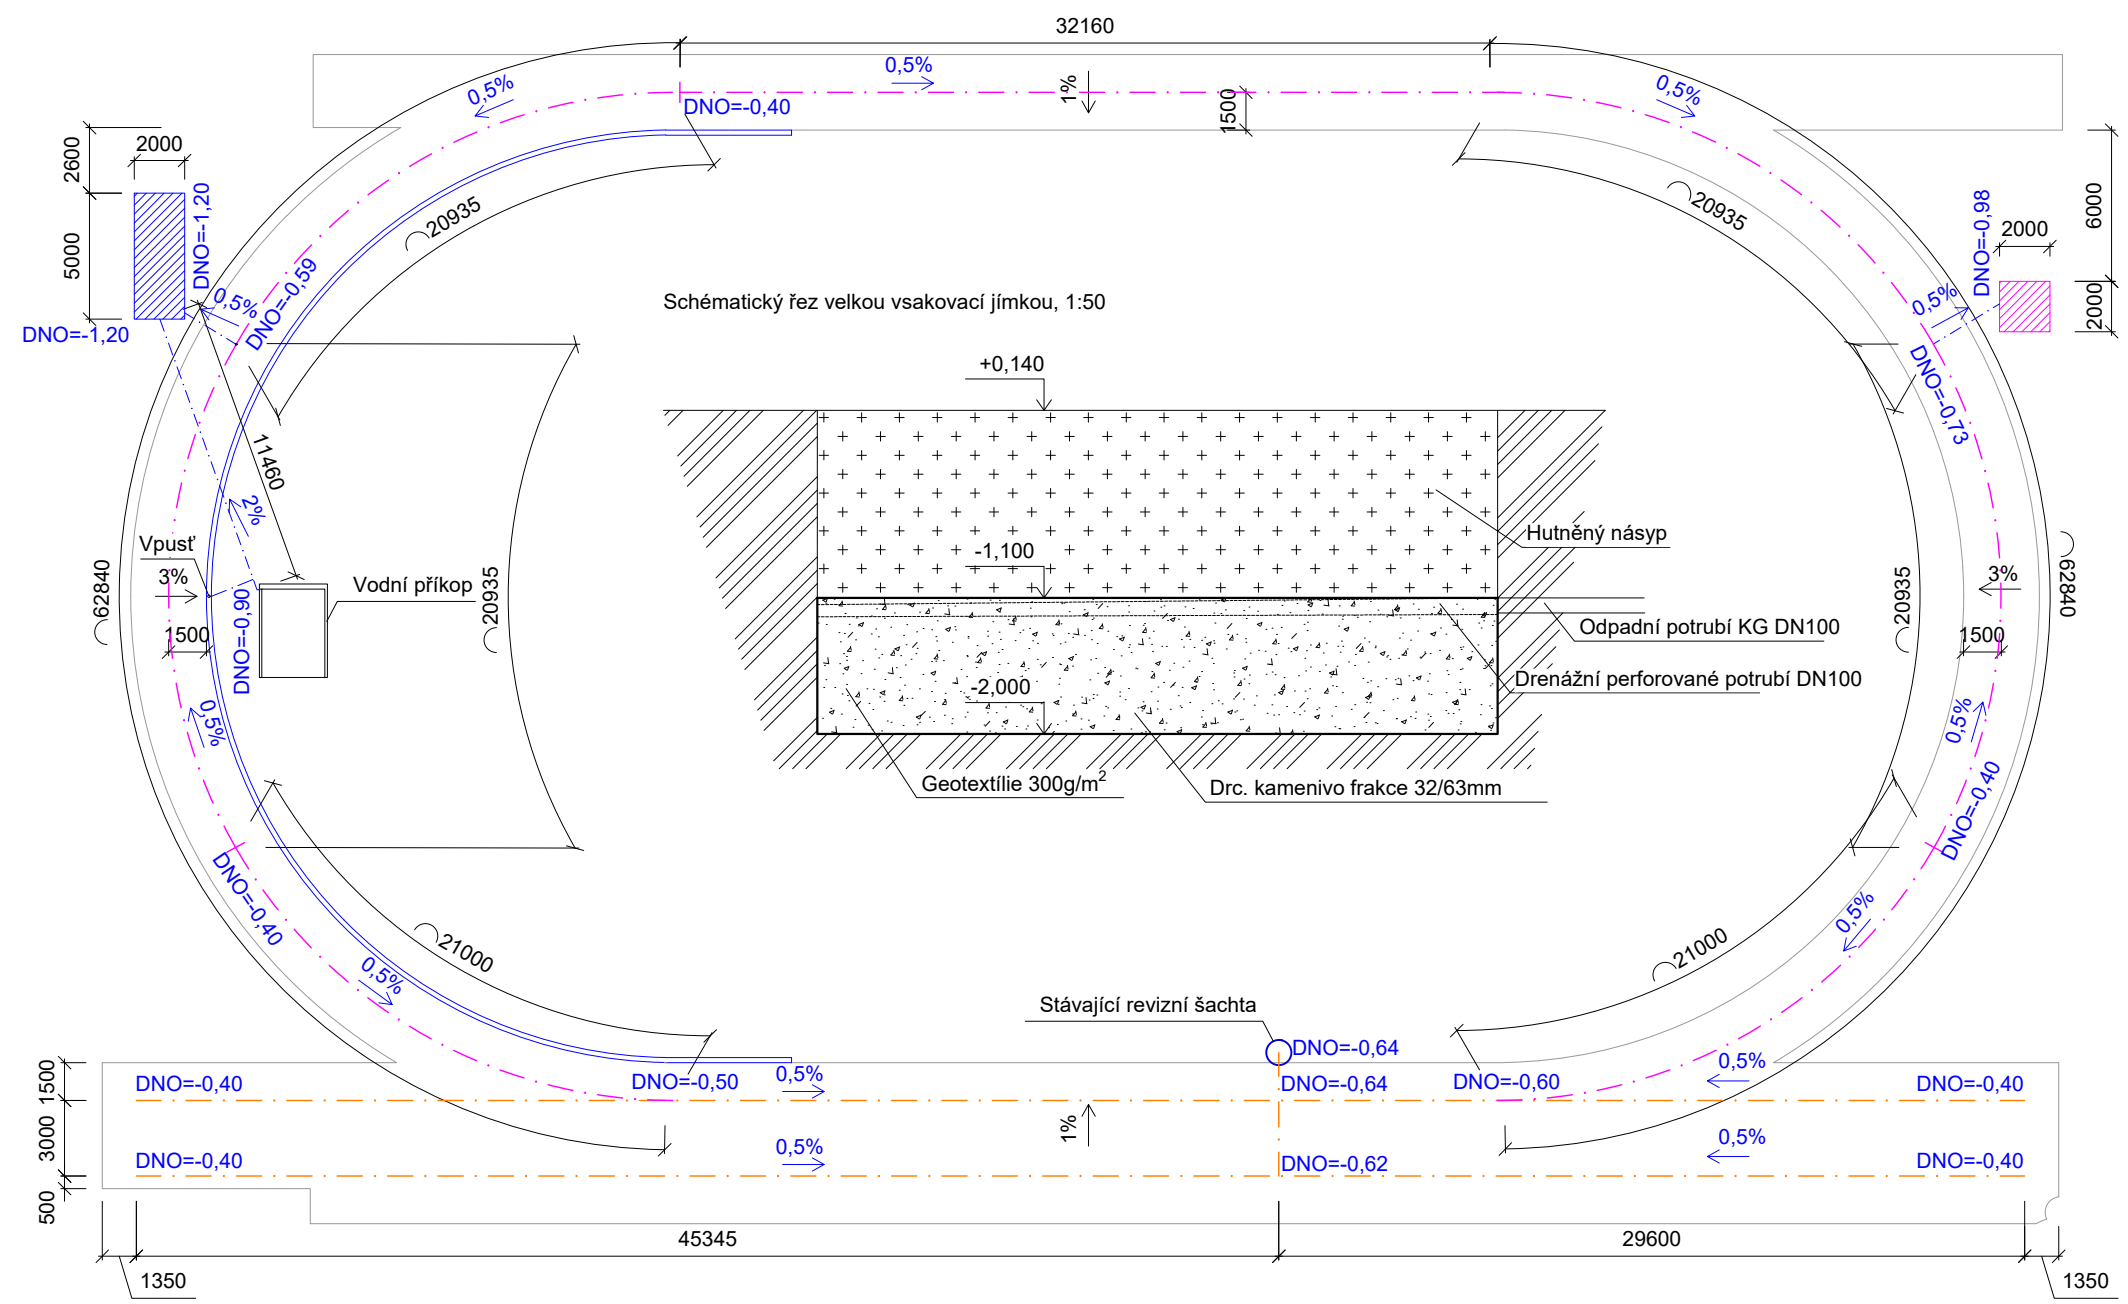 32160
0,5%
0,5%
1%
0,5%
DNO=-0,40
1500
2600
2000
5000
DNO=-1,20
DNO=-1,20
0,5%
DNO=-0,59
20935
20935
6000
2000
DNO=-0,98
2000
0,5%
DNO=-0,73
Schématický řez velkou vsakovací jímkou, 1:50
+0,140
-1,100
-2,000
Hutněný násyp
Odpadní potrubí KG DN100
Drenážní perforované potrubí DN100
Geotextílie 300g/m²
Drc. kamenivo frakce 32/63mm
11460
2%
Vpusť
3%
Vodní příkop
62840
1500
DNO=-0,90
20935
20935
3%
62840
1500
0,5%
0,5%
DNO=-0,40
DNO=-0,40
0,5%
0,5%
21000
21000
Stávající revizní šachta
DNO=-0,64
DNO=-0,50
0,5%
DNO=-0,64
DNO=-0,60
0,5%
DNO=-0,40
DNO=-0,40
1500
3000
500
1%
DNO=-0,40
0,5%
DNO=-0,62
0,5%
DNO=-0,40
45345
29600
1350
1350